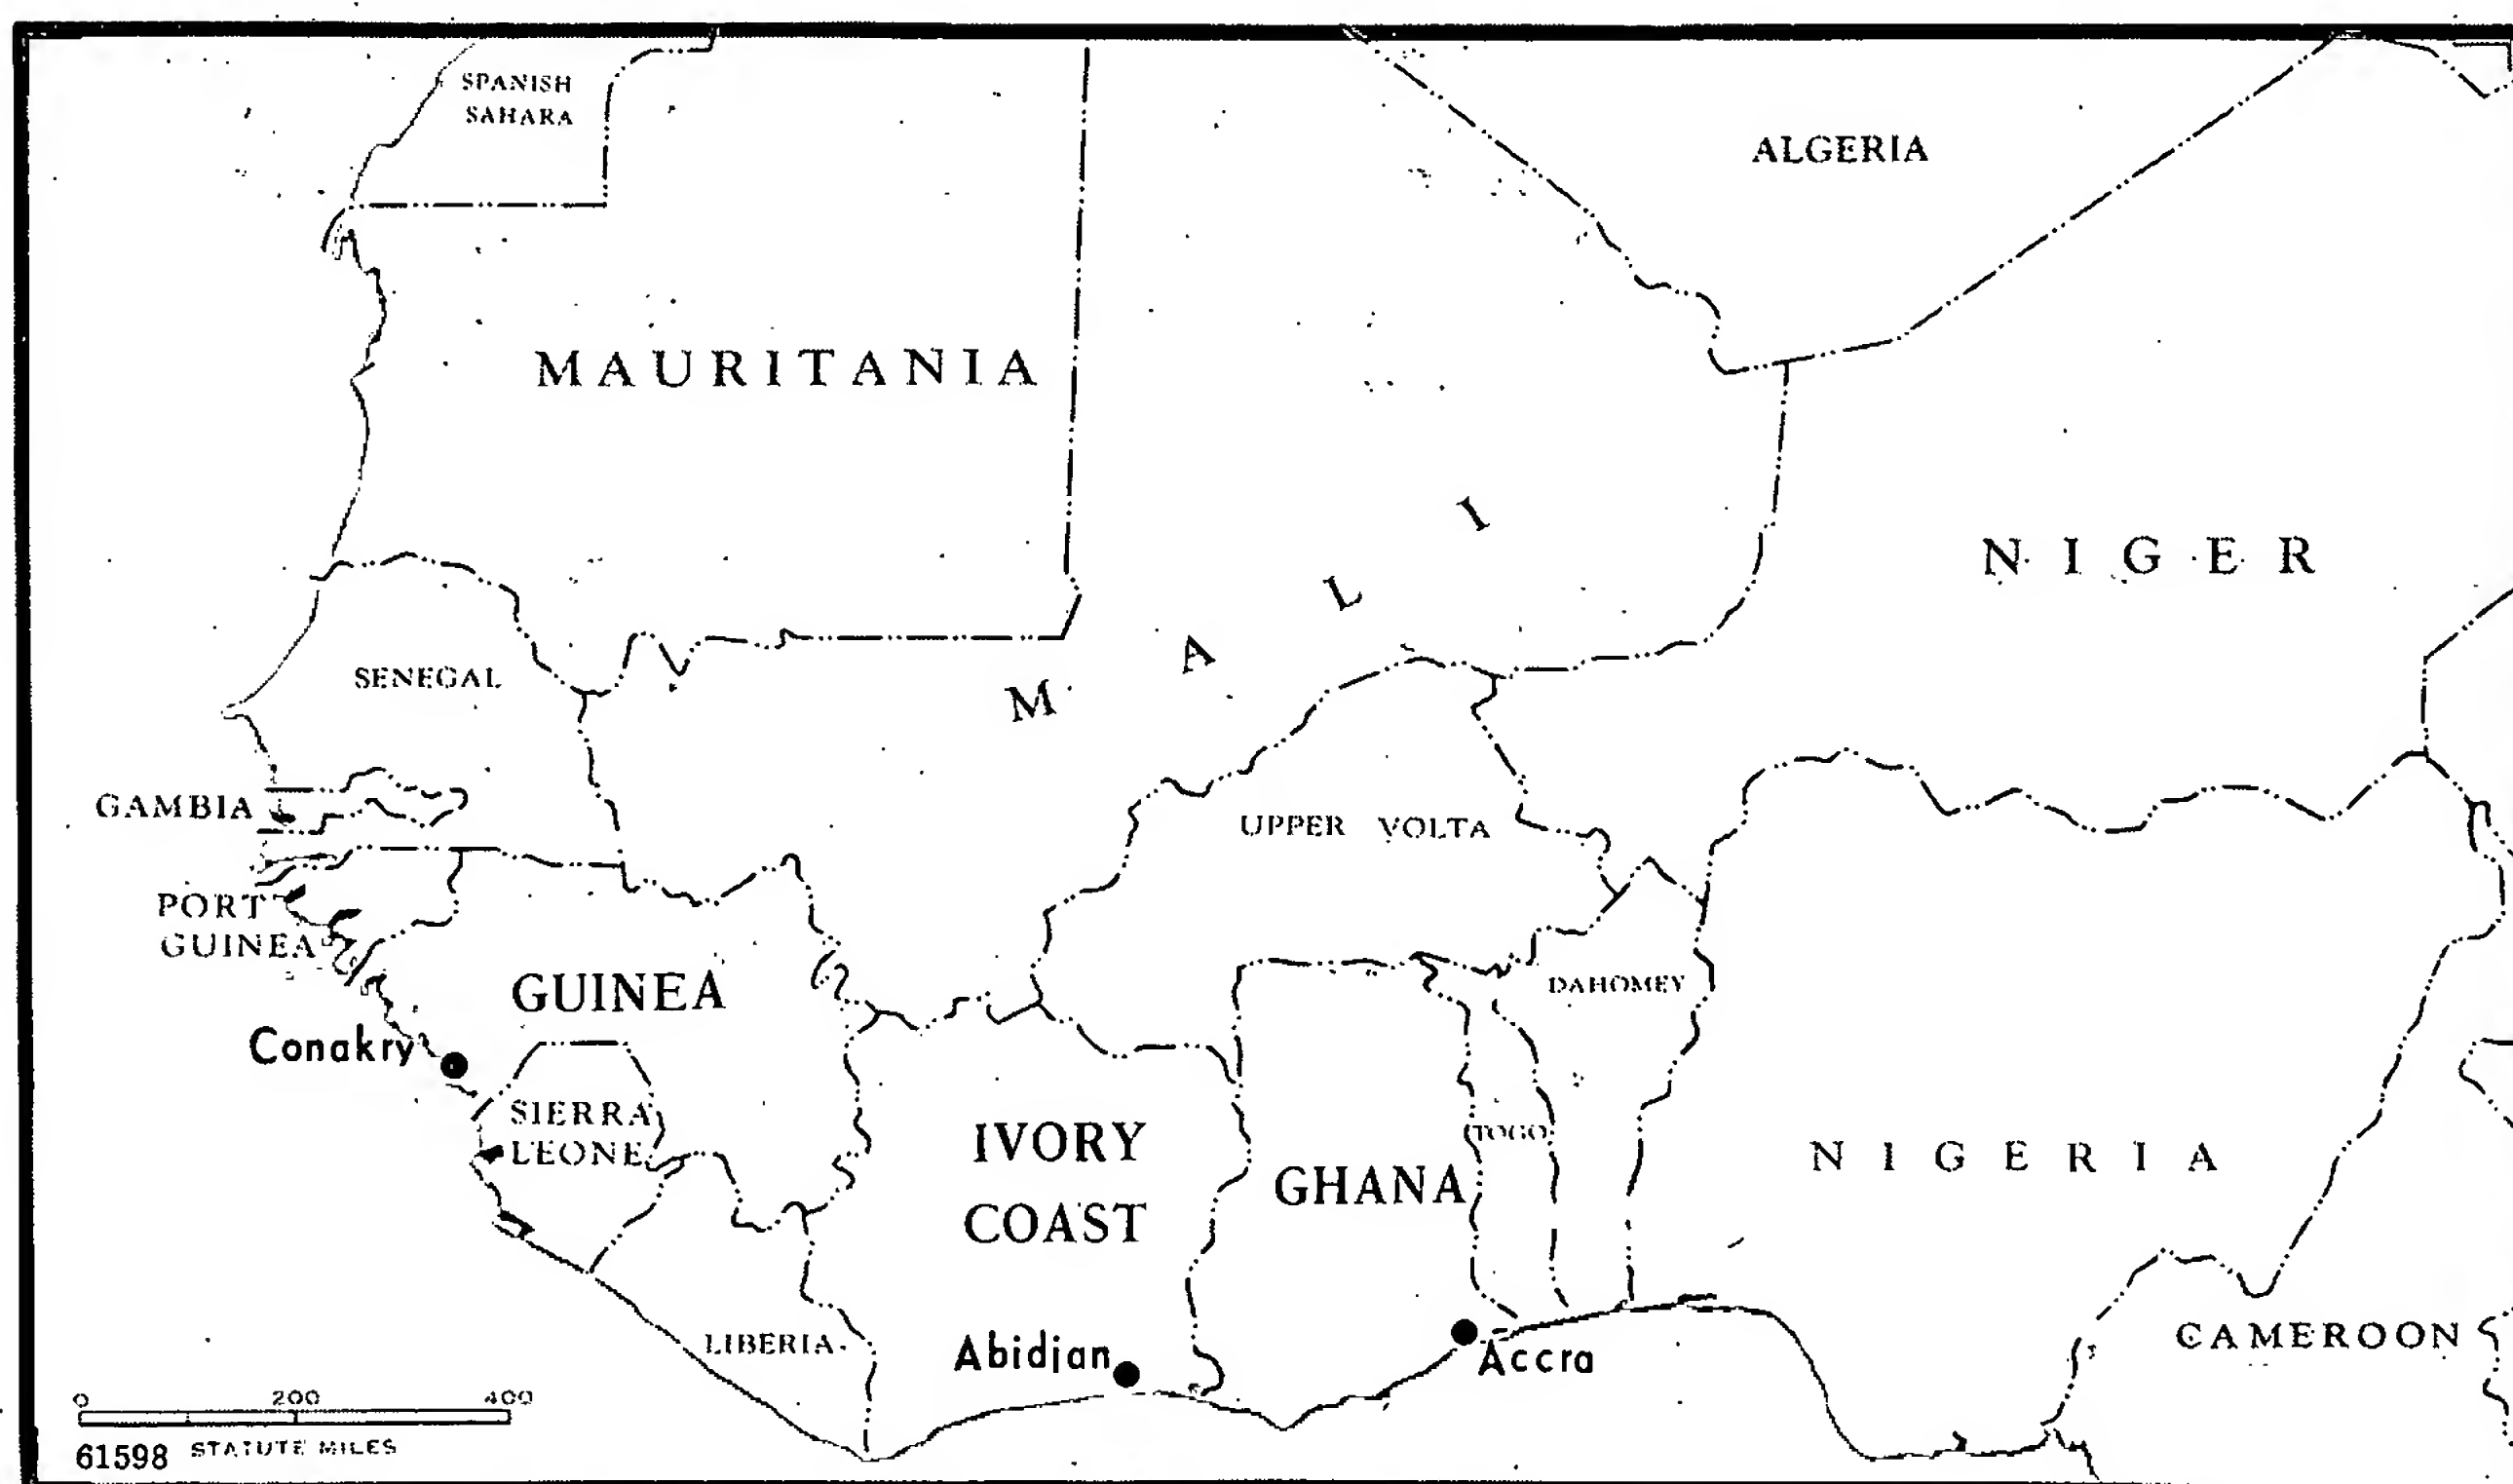 SPANISH
SAHARA
ALGERIA
MAURITANIA
NIGER
MALI
SENEGAL
GAMBIA
UPPER VOLTA
PORT
GUINEA
GUINEA
DAHOMEY
Conakry
SIERRA
LEONE
IVORY
COAST
TOGO
GHANA
NIGERIA
LIBERIA
Abidjan
Accra
CAMEROON
0 200 400
61598 STATUTE MILES